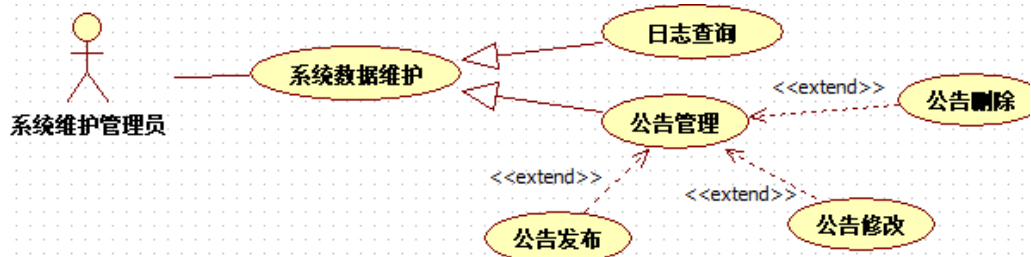 日志查询
系统数据维护
<<extend>>
公告删除
系统维护管理员
公告管理
<<extend>>
<<extend>>
公告发布
公告修改